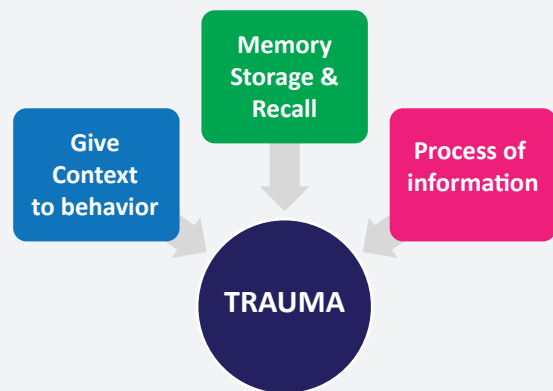 Memory
Storage &
Recall
Give
Context
to behavior
Process of
information
TRAUMA